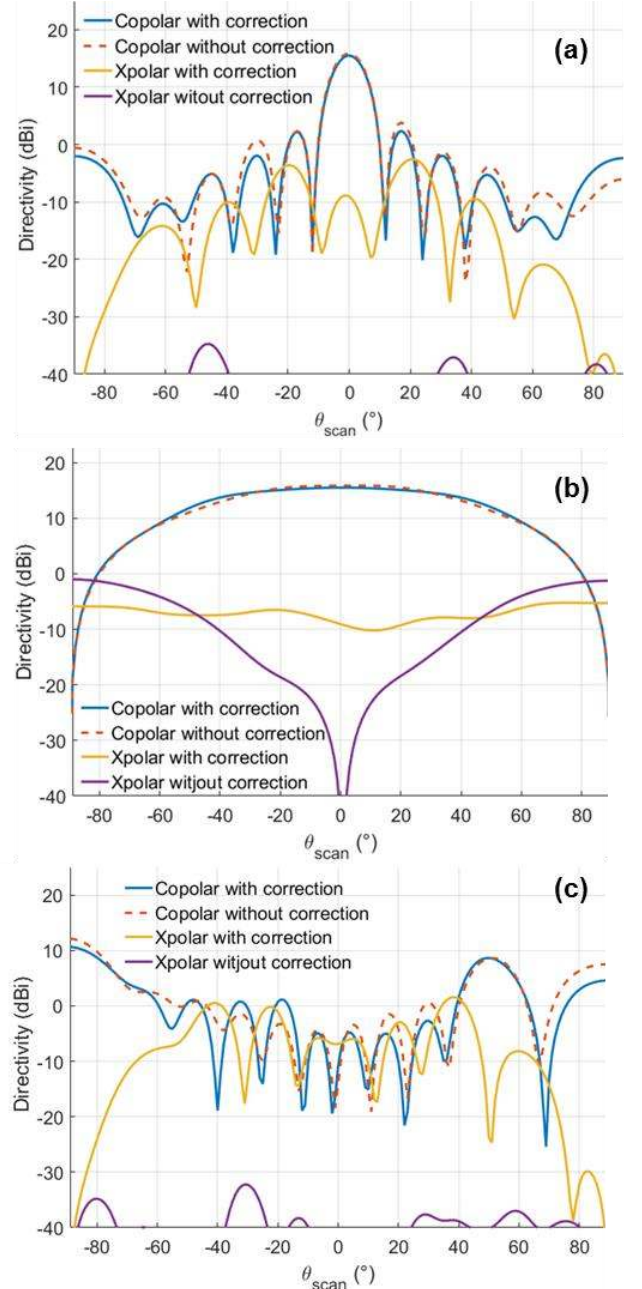 (a)
Copolar with correction
Copolar without correction
Xpolar with correction
Xpolar witout correction
Directivity (dBi)
20
10
0
-10
-20
-30
-40
-80 -60 -40 -20 0 20 40 60 80
θscan (°)
(b)
Directivity (dBi)
20
10
0
-10
-20
-30
-40
Copolar with correction
Copolar without correction
Xpolar with correction
Xpolar witjout correction
-80 -60 -40 -20 0 20 40 60 80
θscan (°)
(c)
Copolar with correction
Copolar without correction
Xpolar with correction
Xpolar witjout correction
Directivity (dBi)
20
10
0
-10
-20
-30
-40
-80 -60 -40 -20 0 20 40 60 80
θscan (°)